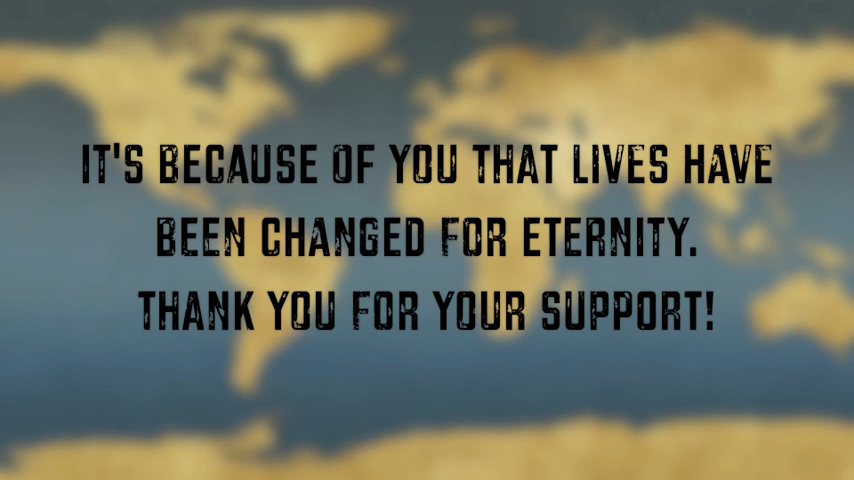 IT'S BECAUSE OF YOU THAT LIVES HAVE
BEEN CHANGED FOR ETERNITY.
THANK YOU FOR YOUR SUPPORT!